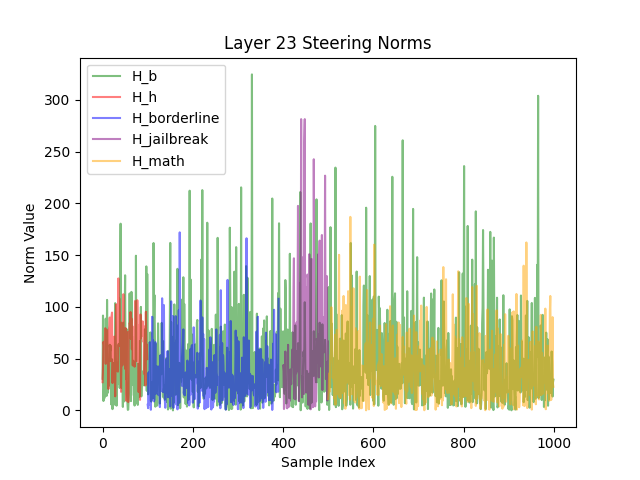 Layer 23 Steering Norms
H_b
H_h
H_borderline
H_jailbreak
H_math
300
250
200
150
100
50
0
Norm Value
0 200 400 600 800 1000
Sample Index